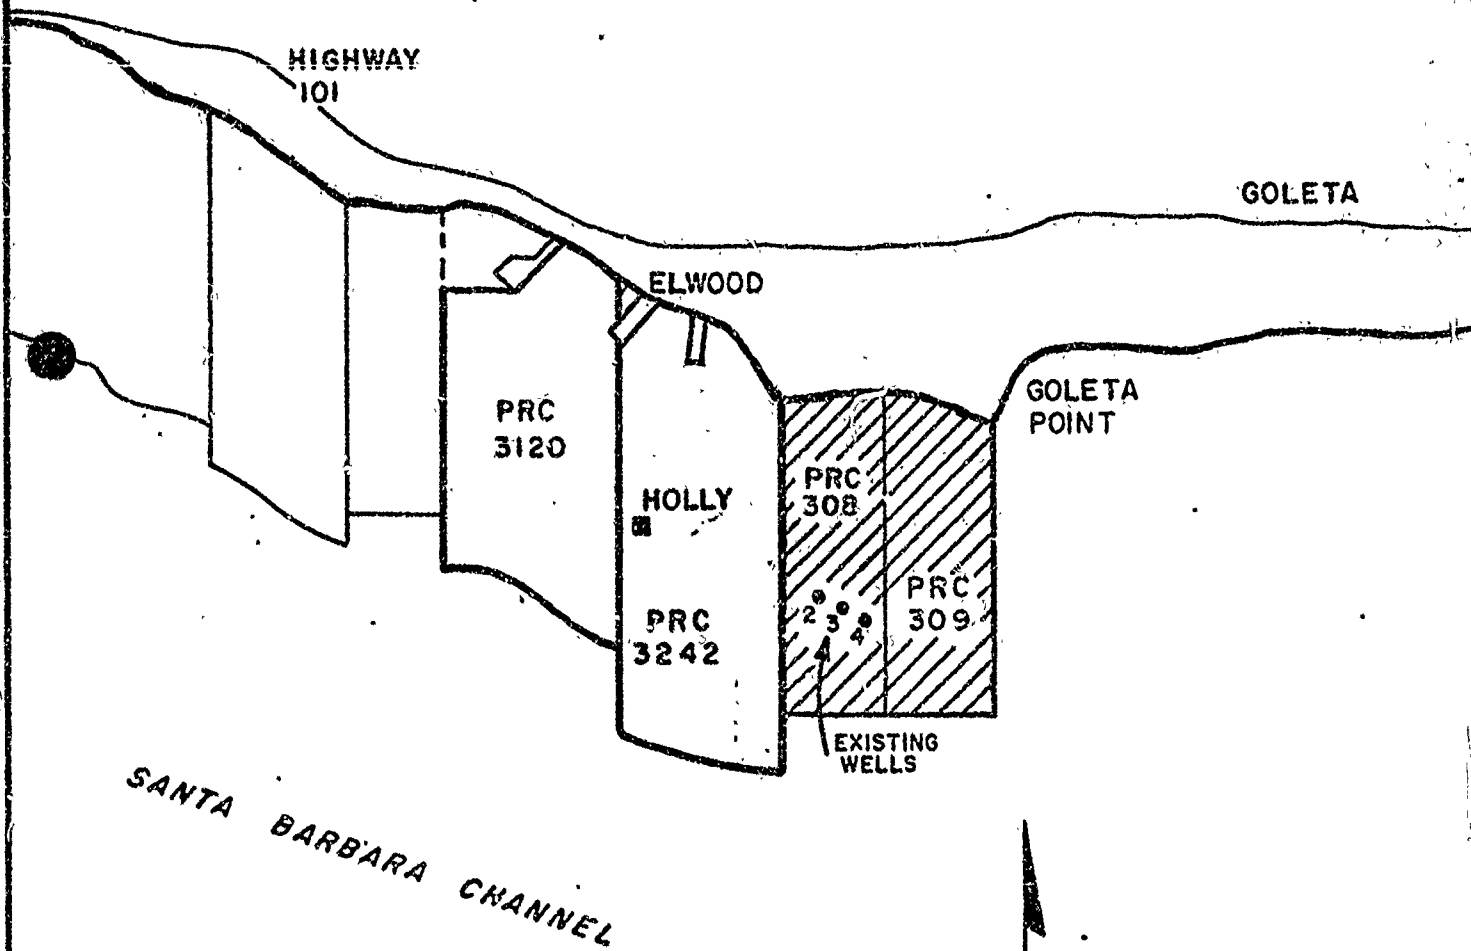 HIGHWAY
101
GOLETA
ELWOOD
GOLETA
POINT
PRC
3120
PRC
308
HOLLY
PRC
309
2
3
4
PRC
3242
EXISTING
WELLS
SANTA BARBARA CHANNEL